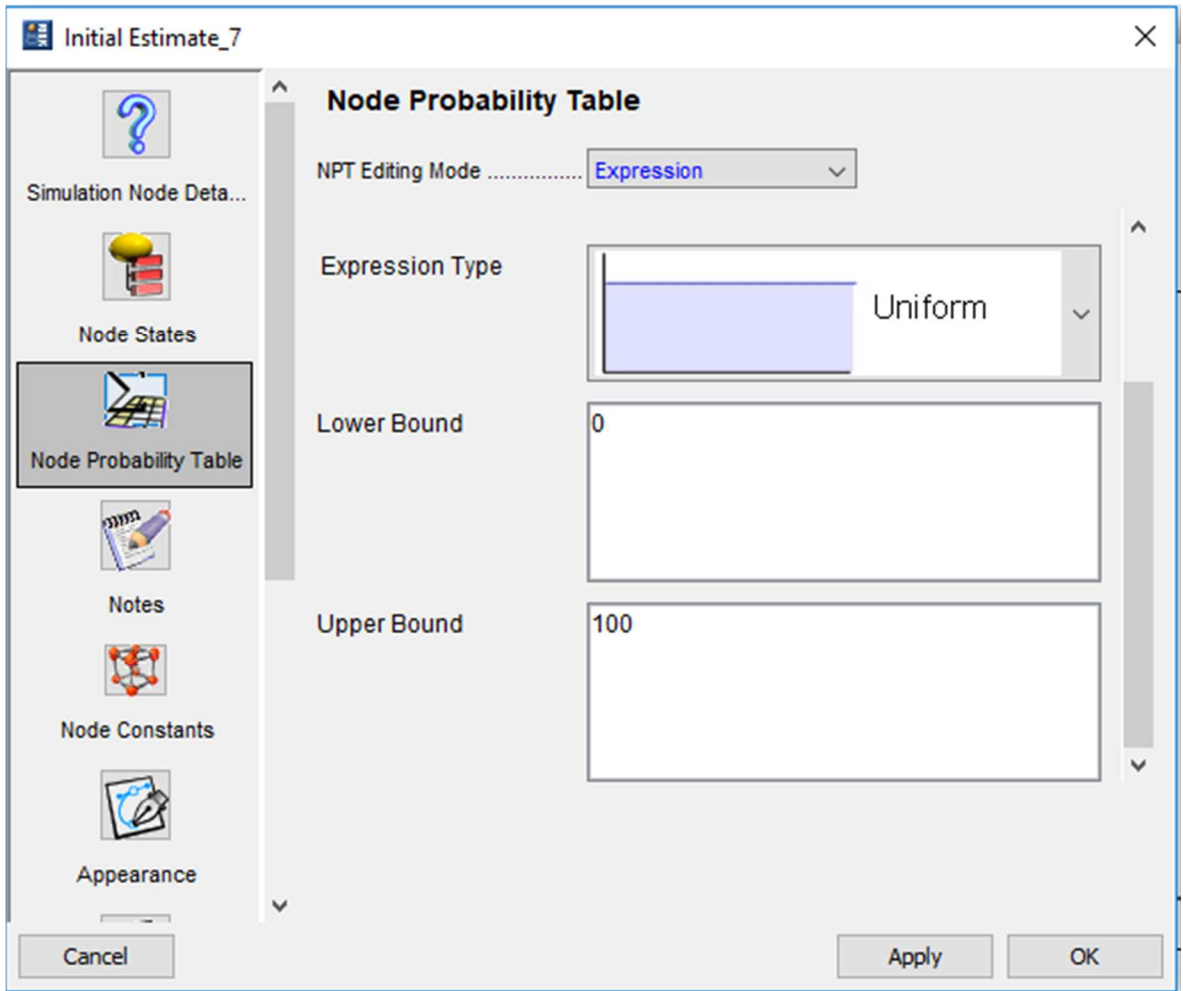 Initial Estimate_7
Simulation Node Deta...
Node States
Node Probability Table
Notes
Node Constants
Appearance
Node Probability Table
NPT Editing Mode ................ Expression
Expression Type
Uniform
Lower Bound
0
Upper Bound
100
Cancel
Apply
OK